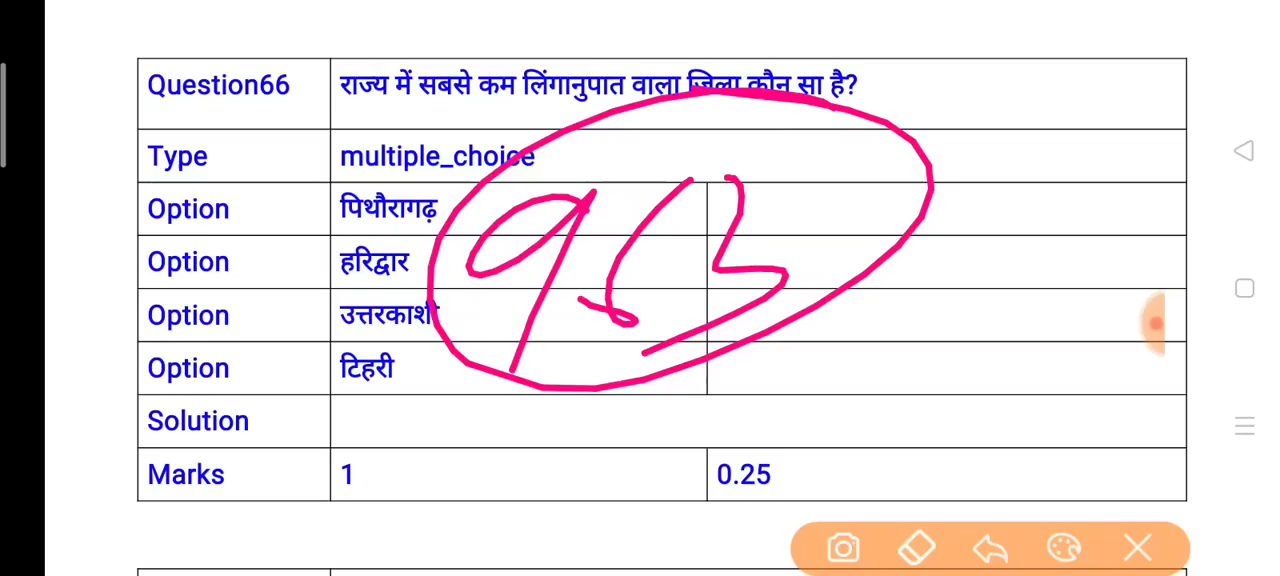 Question66 राज्य में सबसे कम लिंगानुपात वाला जिला कौन सा है?
Type multiple_choice
Option पिथौरागढ़
Option हरिद्वार
Option उत्तरकाशी
Option टिहरी
Solution
Marks 1 0.25
963